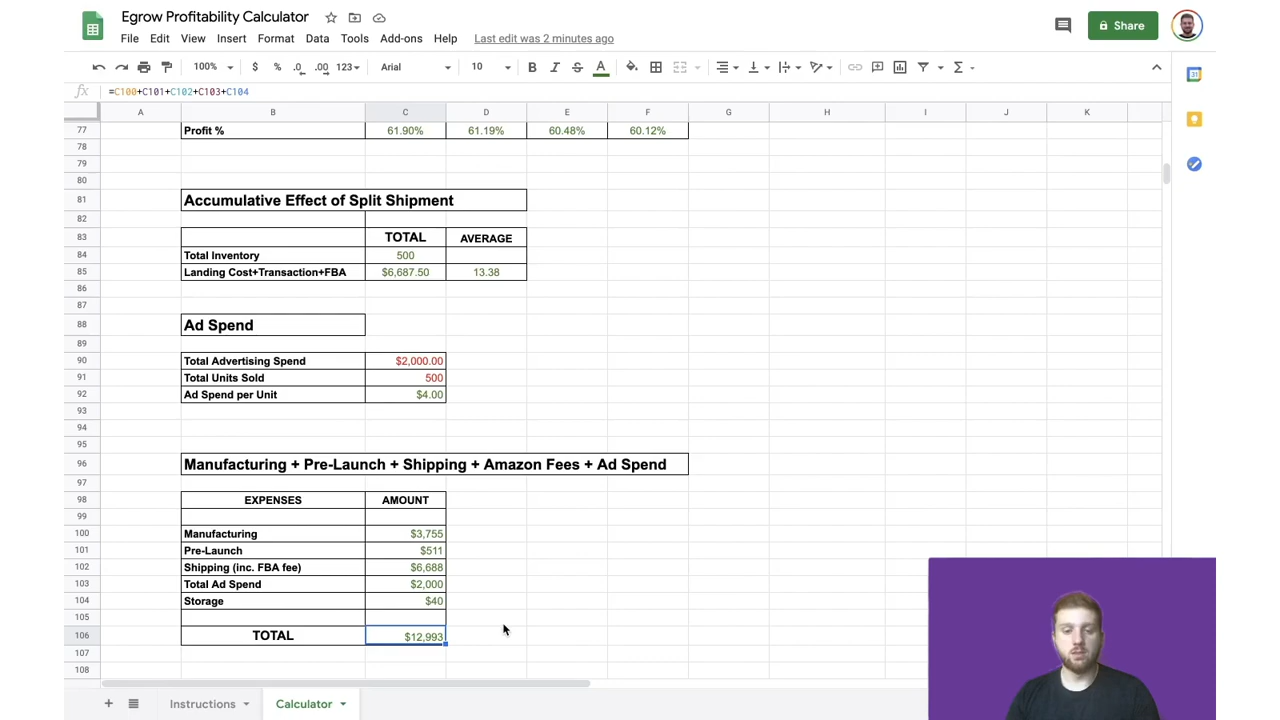 Egrow Profitability Calculator
File Edit View Insert Format Data Tools Add-ons Help Last edit was 2 minutes ago
Share
100% $ % .0 .00 123 Arial 10 B I S A
fx =C100+C101+C102+C103+C104
A B C D E F G H I J K
77 Profit % 61.90% 61.19% 60.48% 60.12%
78
79
80
81 Accumulative Effect of Split Shipment
82
83 TOTAL AVERAGE
84 Total Inventory 500
85 Landing Cost+Transaction+FBA $6,687.50 13.38
86
87
88 Ad Spend
89
90 Total Advertising Spend $2,000.00
91 Total Units Sold 500
92 Ad Spend per Unit $4.00
93
94
95
96 Manufacturing + Pre-Launch + Shipping + Amazon Fees + Ad Spend
97
98 EXPENSES AMOUNT
99
100 Manufacturing $3,755
101 Pre-Launch $511
102 Shipping (inc. FBA fee) $6,688
103 Total Ad Spend $2,000
104 Storage $40
105
106 TOTAL $12,993
107
108
Instructions Calculator
31